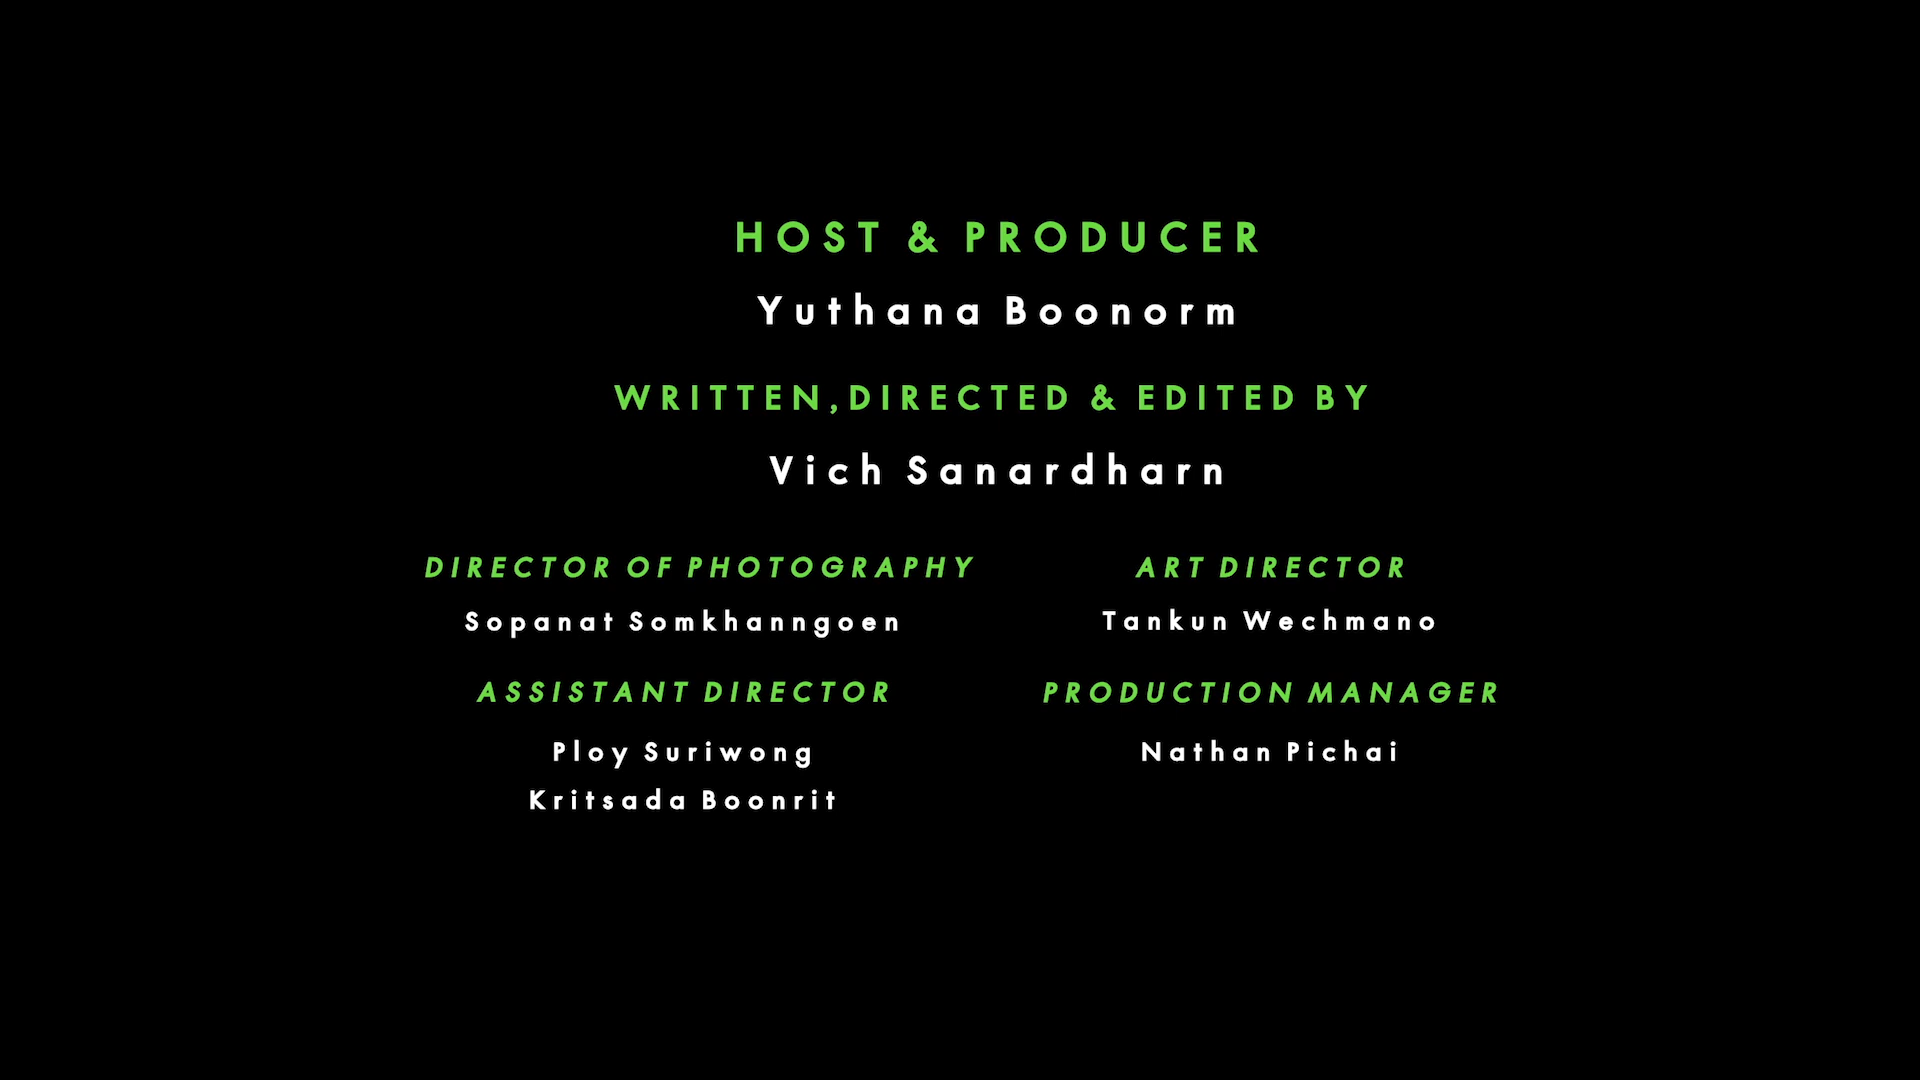 HOST & PRODUCER
Yuthana Boonorm
WRITTEN,DIRECTED & EDITED BY
Vich Sanardharn
DIRECTOR OF PHOTOGRAPHY
Sopanat Somkhanngoen
ART DIRECTOR
Tankun Wechmano
ASSISTANT DIRECTOR
Ploy Suriwong
Kritsada Boonrit
PRODUCTION MANAGER
Nathan Pichai